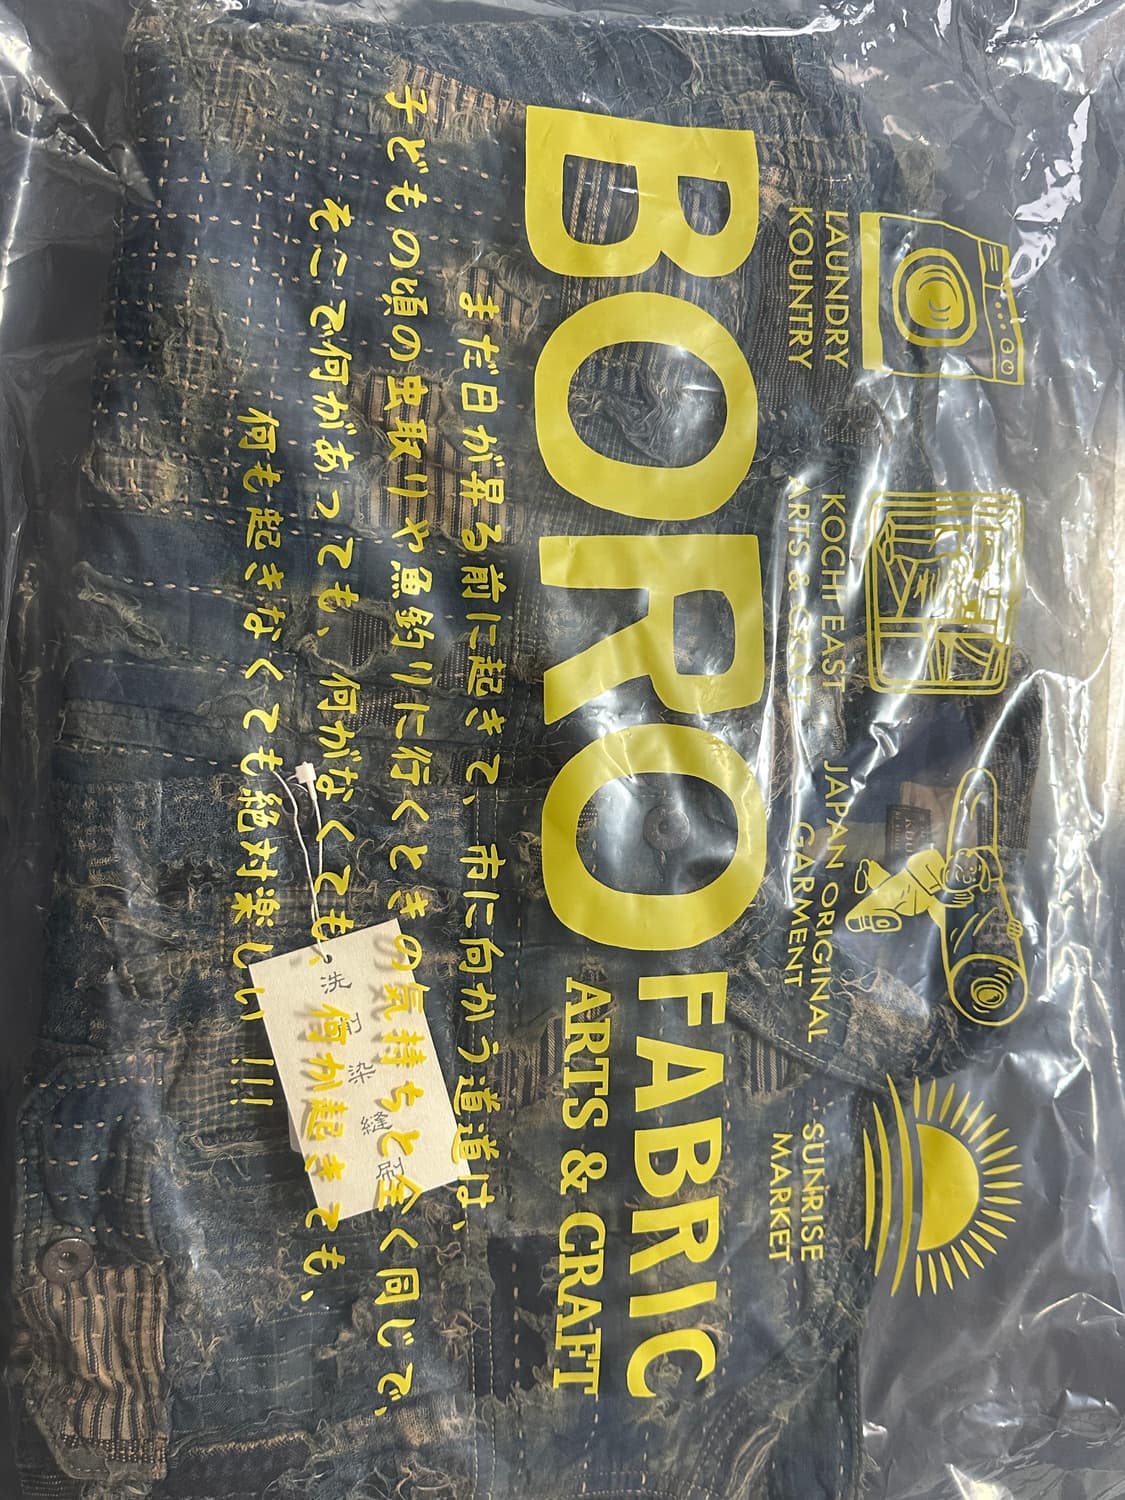 LAUNDRY
KOUNTRY
KOCHI EAST
ARTS & CRAFT
JAPAN ORIGINAL
GARMENT
SUNRISE
MARKET
BORO FABRIC
ARTS & CRAFT
まだ日が昇る前に起きて、市に向かう道道は、
子どもの頃の虫取りや魚釣りに行くときの気持ちと全く同じで、
そこで何があっても、何がなくても、何か起きても、
何も起きなくても絶対楽しい!!!
洗
染
縫
刷